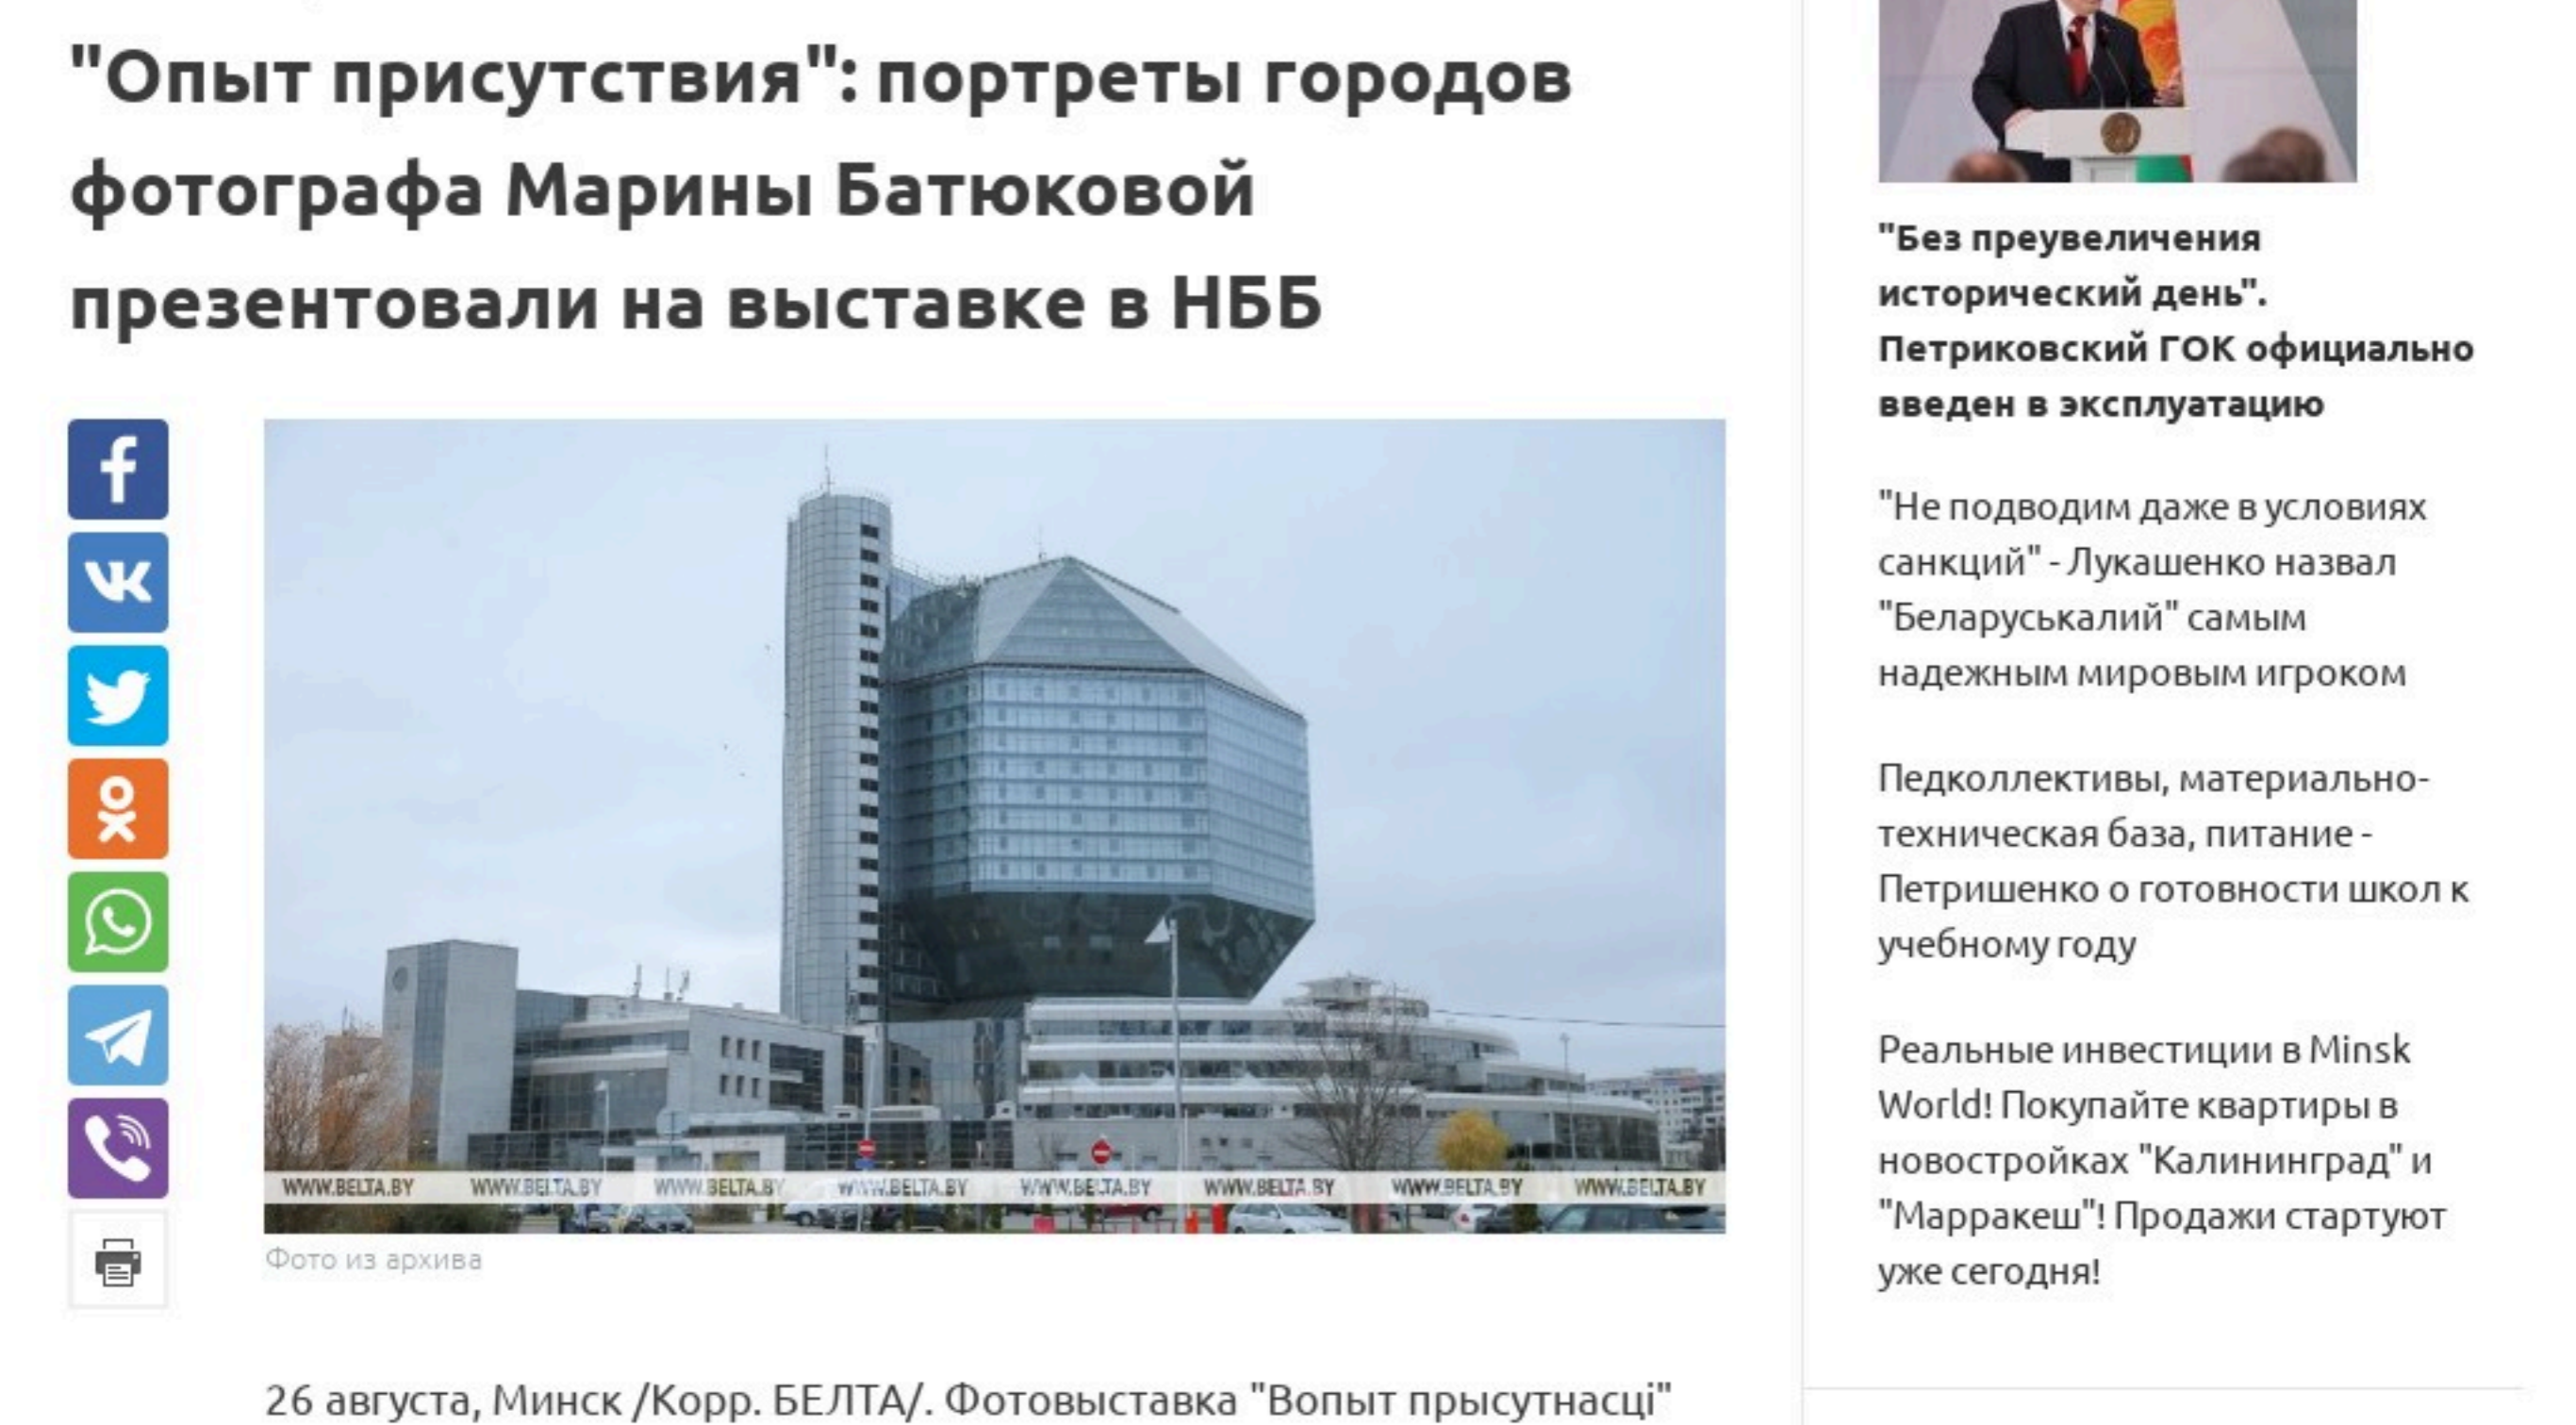 "Опыт присутствия": портреты городов
фотографа Марины Батюковой
презентовали на выставке в НББ
WWW.BELTA.BY WWW.BELTA.BY WWW.BELTA.BY WWW.BELTA.BY WWW.BELTA.BY WWW.BELTA.BY WWW.BELTA.BY WWW.BELTA.BY
Фото из архива
26 августа, Минск /Корр. БЕЛТА/. Фотовыставка "Вопыт прысутнасці"
"Без преувеличения
исторический день".
Петриковский ГОК официально
введен в эксплуатацию
"Не подводим даже в условиях
санкций" - Лукашенко назвал
"Беларуськалий" самым
надежным мировым игроком
Педколлективы, материально-
техническая база, питание -
Петришенко о готовности школ к
учебному году
Реальные инвестиции в Minsk
World! Покупайте квартиры в
новостройках "Калининград" и
"Марракеш"! Продажи стартуют
уже сегодня!